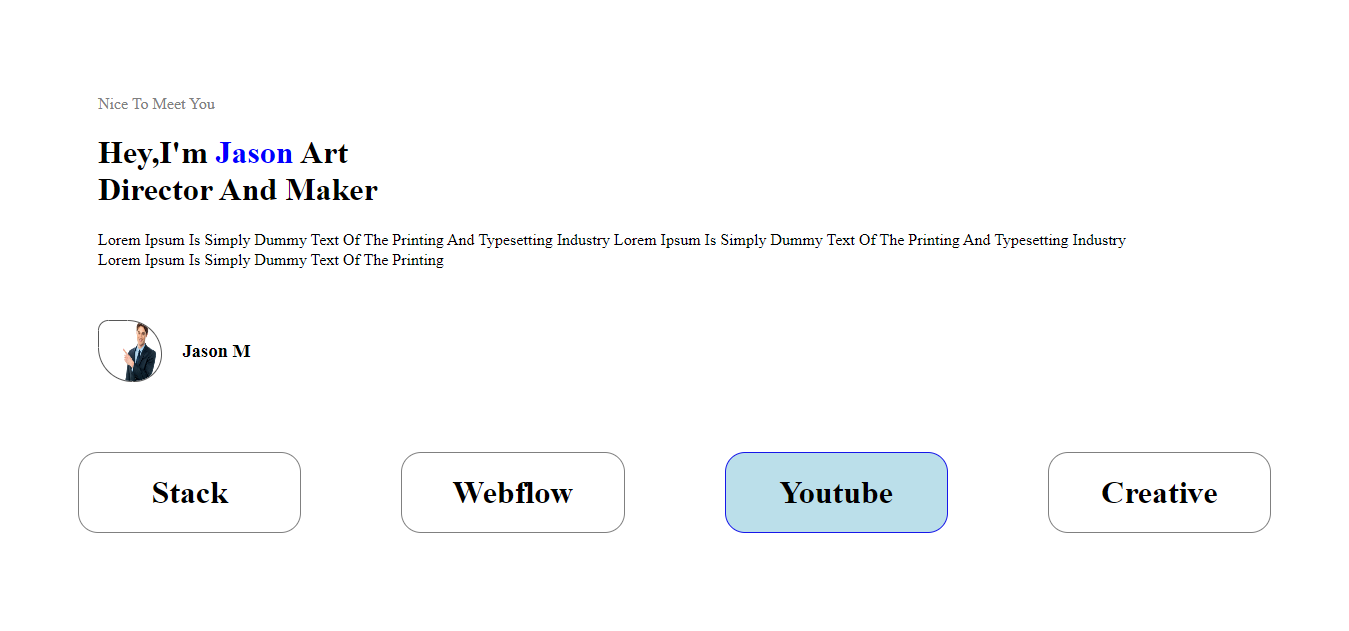 Nice To Meet You
Hey,I'm Jason Art
Director And Maker
Lorem Ipsum Is Simply Dummy Text Of The Printing And Typesetting Industry Lorem Ipsum Is Simply Dummy Text Of The Printing And Typesetting Industry
Lorem Ipsum Is Simply Dummy Text Of The Printing
Jason M
Stack
Webflow
Youtube
Creative